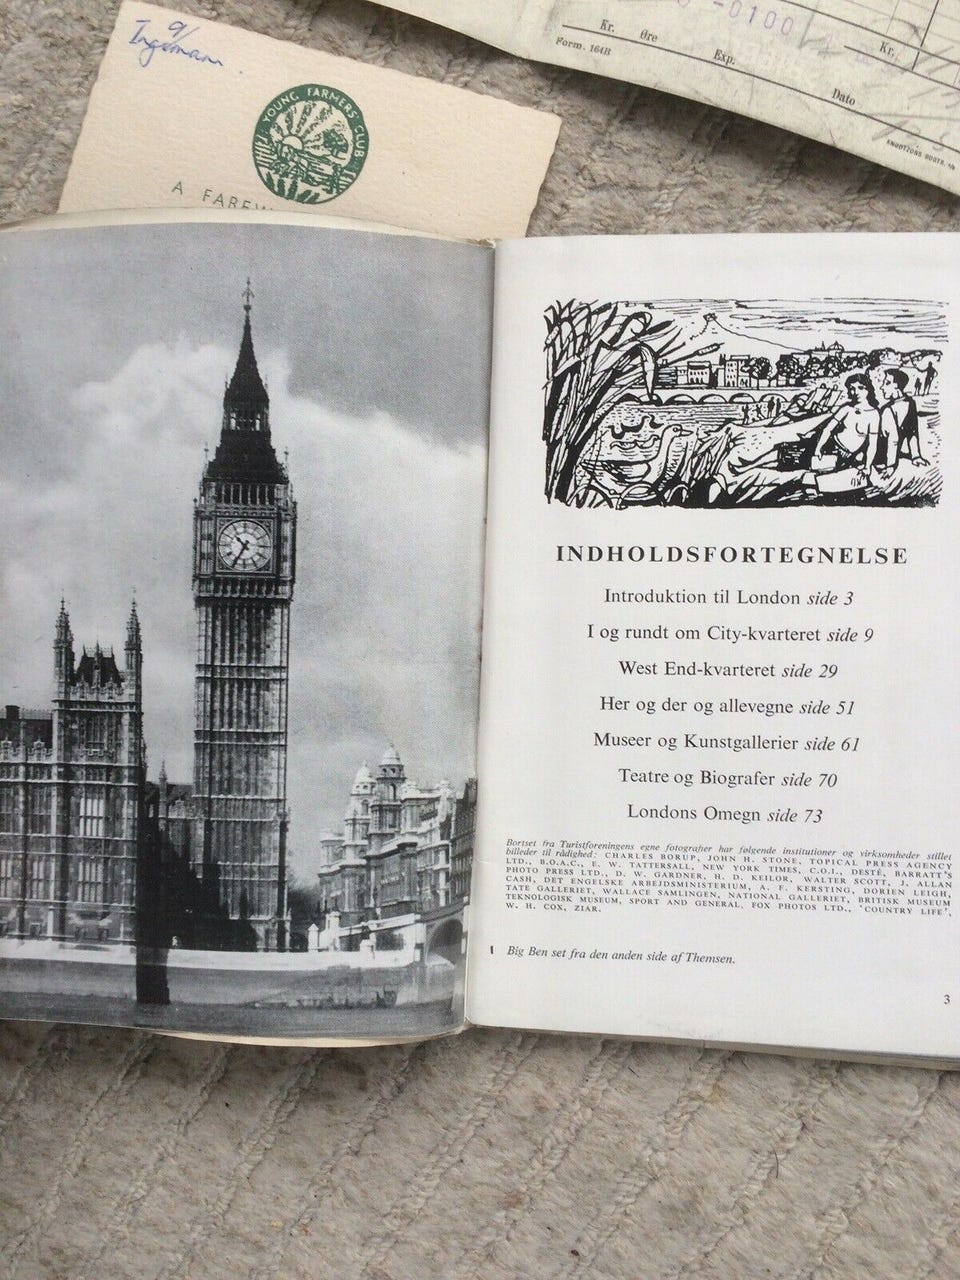 Ingemann
YOUNG FARMERS' CLUB
A
-0100
Kr.
Øre
Exp.
Kr.
Form. 164B
Dato
INDHOLDSFORTEGNELSE
Introduktion til London side 3
I og rundt om City-kvarteret side 9
West End-kvarteret side 29
Her og der og allevegne side 51
Museer og Kunstgallerier side 61
Teatre og Biografer side 70
Londons Omegn side 73
Bortset fra Turistforeningens egne fotografier har følgende institutioner og virksomheder stillet
billeder til rådighed: CHARLES BORUP, JOHN H. STONE, TOPICAL PRESS AGENCY
LTD., B.O.A.C., E. W. TATTERSALL, NEW YORK TIMES, C.O.I., DESTÉ, BARRATT'S
PHOTO PRESS LTD., D. W. GARDNER, H. D. KEILOR, WALTER SCOTT, J. ALLAN
CASH, DET ENGELSKE ARBEJDSMINISTERIUM, A. F. KERSTING, DORIEN LEIGH,
TATE GALLERIET, WALLACE SAMLINGEN, NATIONAL GALLERIET, BRITISK MUSEUM
TEKNOLOGISK MUSEUM, SPORT AND GENERAL, FOX PHOTOS LTD., 'COUNTRY LIFE',
W. H. COX, ZIAR.
Big Ben set fra den anden side af Themsen.
3